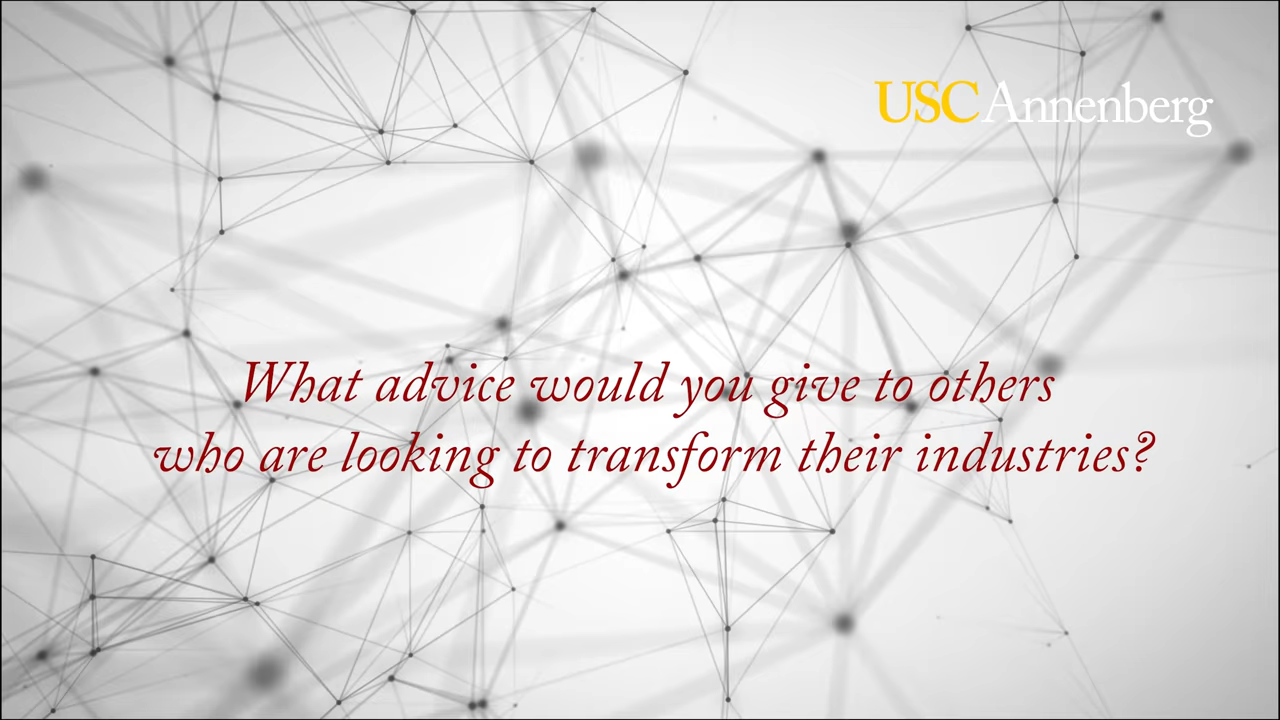 USC Annenberg
What advice would you give to others
who are looking to transform their industries?